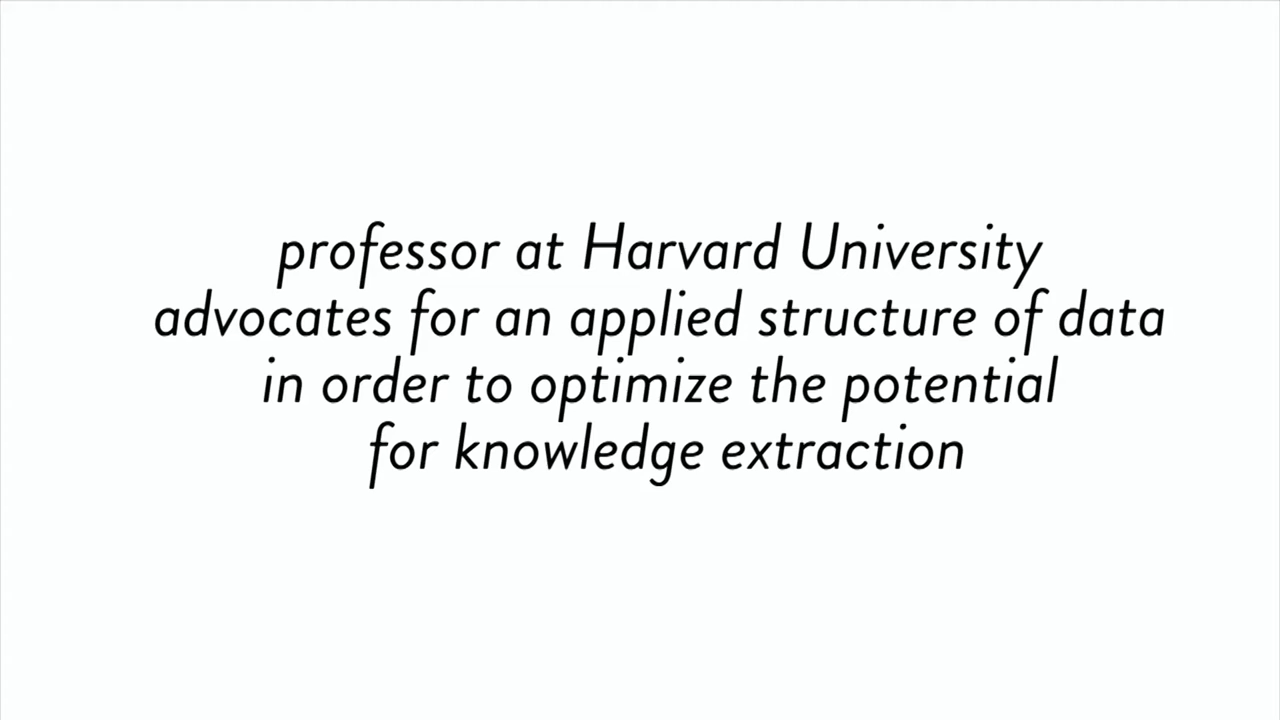 professor at Harvard University
advocates for an applied structure of data
in order to optimize the potential
for knowledge extraction